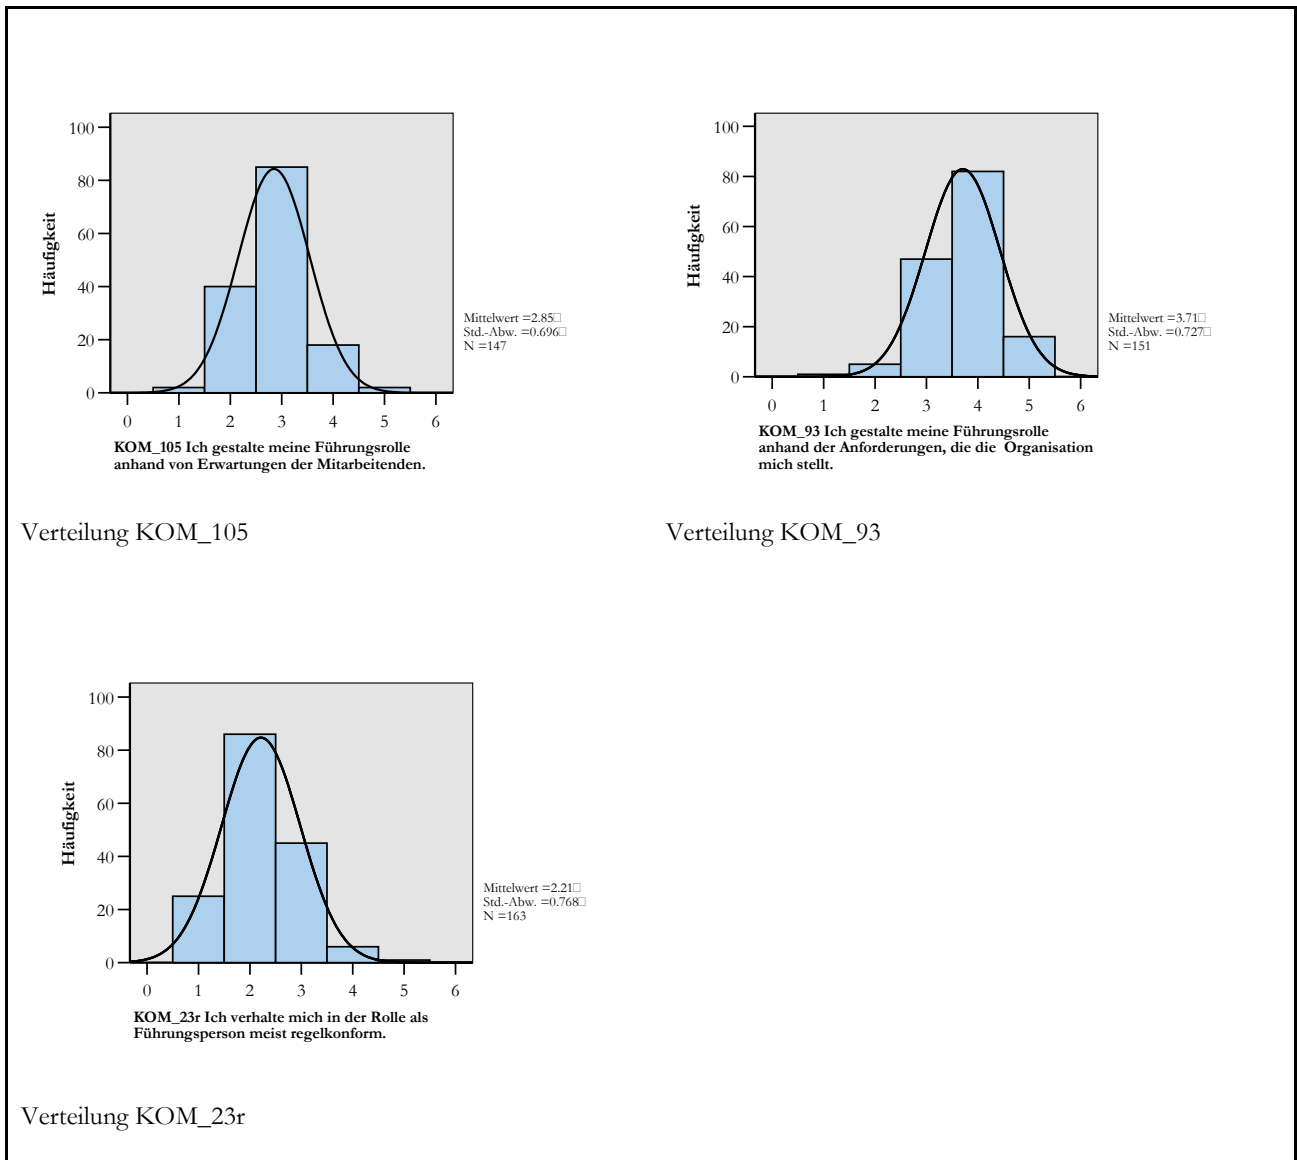 100
80
60
40
20
0
Häufigkeit
0 1 2 3 4 5 6
KOM_105 Ich gestalte meine Führungsrolle
anhand von Erwartungen der Mitarbeitenden.
Mittelwert =2.85□
Std.-Abw. =0.696□
N =147
Verteilung KOM_105
100
80
60
40
20
0
Häufigkeit
0 1 2 3 4 5 6
KOM_93 Ich gestalte meine Führungsrolle
anhand der Anforderungen, die die  Organisation
mich stellt.
Mittelwert =3.71□
Std.-Abw. =0.727□
N =151
Verteilung KOM_93
100
80
60
40
20
0
Häufigkeit
0 1 2 3 4 5 6
KOM_23r Ich verhalte mich in der Rolle als
Führungsperson meist regelkonform.
Mittelwert =2.21□
Std.-Abw. =0.768□
N =163
Verteilung KOM_23r